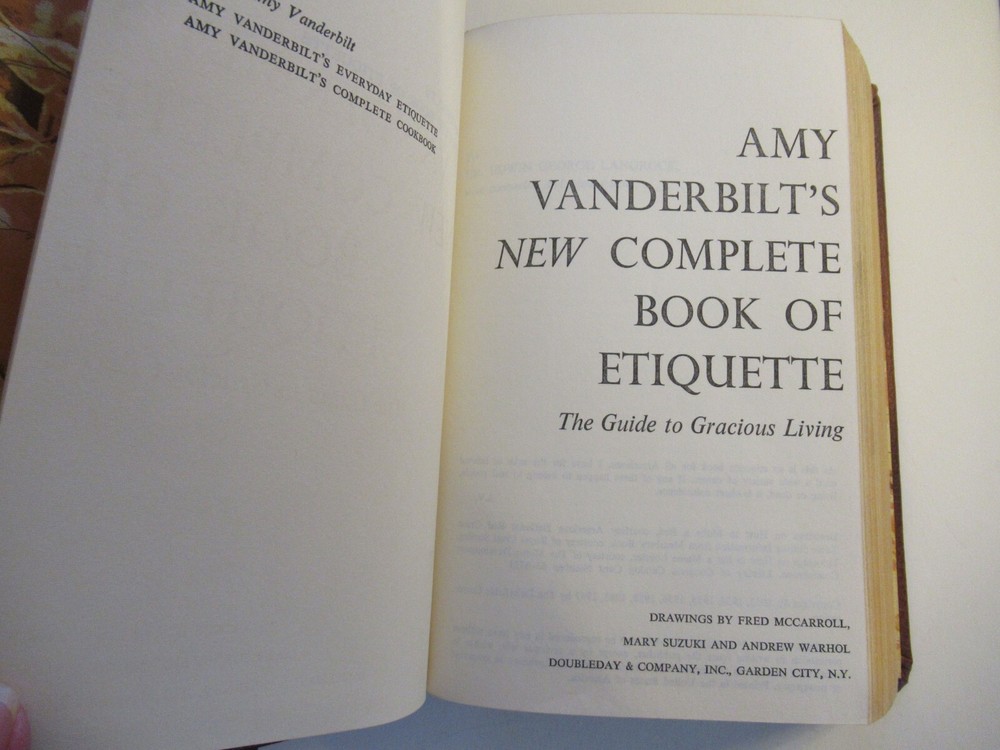 Amy Vanderbilt
AMY VANDERBILT'S EVERYDAY ETIQUETTE
AMY VANDERBILT'S COMPLETE COOKBOOK
AMY
VANDERBILT'S
NEW COMPLETE
BOOK OF
ETIQUETTE
The Guide to Gracious Living
DRAWINGS BY FRED MCCARROLL,
MARY SUZUKI AND ANDREW WARHOL
DOUBLEDAY & COMPANY, INC., GARDEN CITY, N.Y.